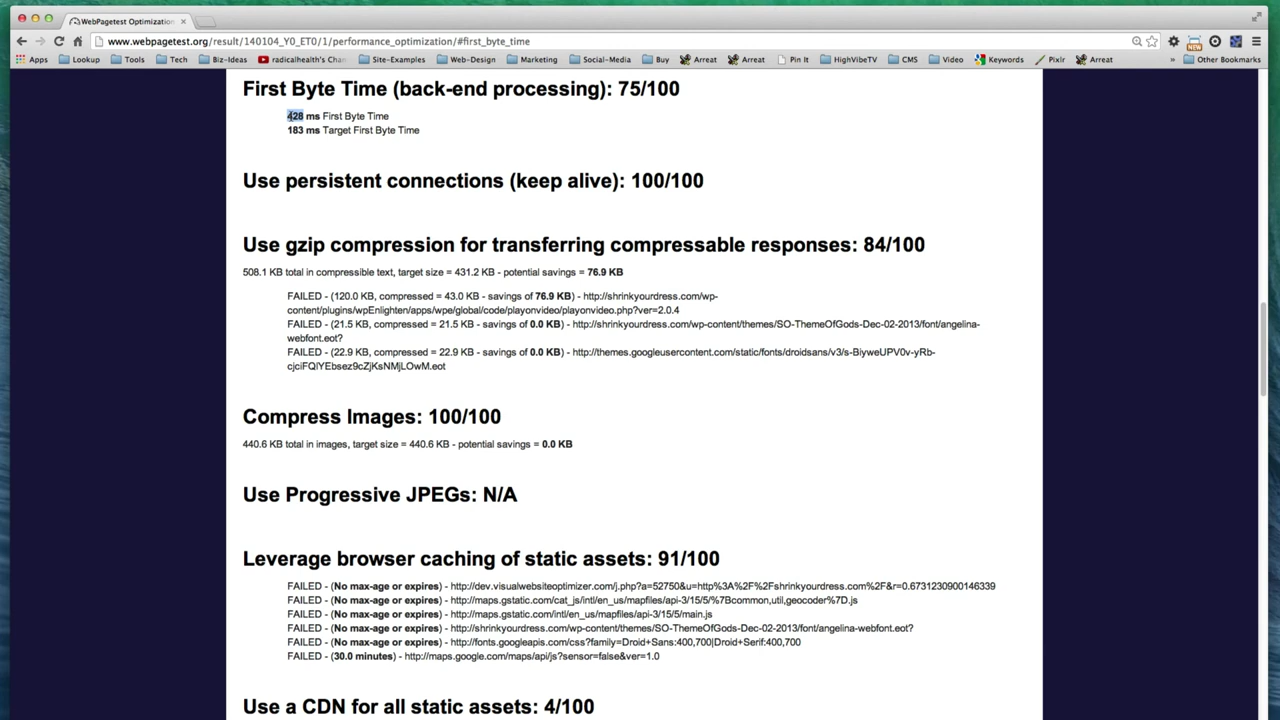 WebPagetest Optimization
www.webpagetest.org/result/140104_Y0_ET0/1/performance_optimization/#first_byte_time
NEW
Apps Lookup Tools Tech Biz-Ideas radicalhealth's Chan Site-Examples Web-Design Marketing Social-Media Buy Arreat Arreat Pin It HighVibeTV CMS Video Keywords Pixlr Arreat » Other Bookmarks
First Byte Time (back-end processing): 75/100
428 ms First Byte Time
183 ms Target First Byte Time
Use persistent connections (keep alive): 100/100
Use gzip compression for transferring compressable responses: 84/100
508.1 KB total in compressible text, target size = 431.2 KB - potential savings = 76.9 KB
FAILED - (120.0 KB, compressed = 43.0 KB - savings of 76.9 KB) - http://shrinkyourdress.com/wp-
content/plugins/wpEnlighten/apps/wpe/global/code/playonvideo/playonvideo.php?ver=2.0.4
FAILED - (21.5 KB, compressed = 21.5 KB - savings of 0.0 KB) - http://shrinkyourdress.com/wp-content/themes/SO-ThemeOfGods-Dec-02-2013/font/angelina-
webfont.eot?
FAILED - (22.9 KB, compressed = 22.9 KB - savings of 0.0 KB) - http://themes.googleusercontent.com/static/fonts/droidsans/v3/s-BiyweUPV0v-yRb-
cjciFQlYEbsez9cZjKsNMjLOwM.eot
Compress Images: 100/100
440.6 KB total in images, target size = 440.6 KB - potential savings = 0.0 KB
Use Progressive JPEGs: N/A
Leverage browser caching of static assets: 91/100
FAILED - (No max-age or expires) - http://dev.visualwebsiteoptimizer.com/j.php?a=52750&u=http%3A%2F%2Fshrinkyourdress.com%2F&r=0.6731230900146339
FAILED - (No max-age or expires) - http://maps.gstatic.com/cat_js/intl/en_us/mapfiles/api-3/15/5/%7Bcommon,util,geocoder%7D.js
FAILED - (No max-age or expires) - http://maps.gstatic.com/intl/en_us/mapfiles/api-3/15/5/main.js
FAILED - (No max-age or expires) - http://shrinkyourdress.com/wp-content/themes/SO-ThemeOfGods-Dec-02-2013/font/angelina-webfont.eot?
FAILED - (No max-age or expires) - http://fonts.googleapis.com/css?family=Droid+Sans:400,700|Droid+Serif:400,700
FAILED - (30.0 minutes) - http://maps.google.com/maps/api/js?sensor=false&ver=1.0
Use a CDN for all static assets: 4/100